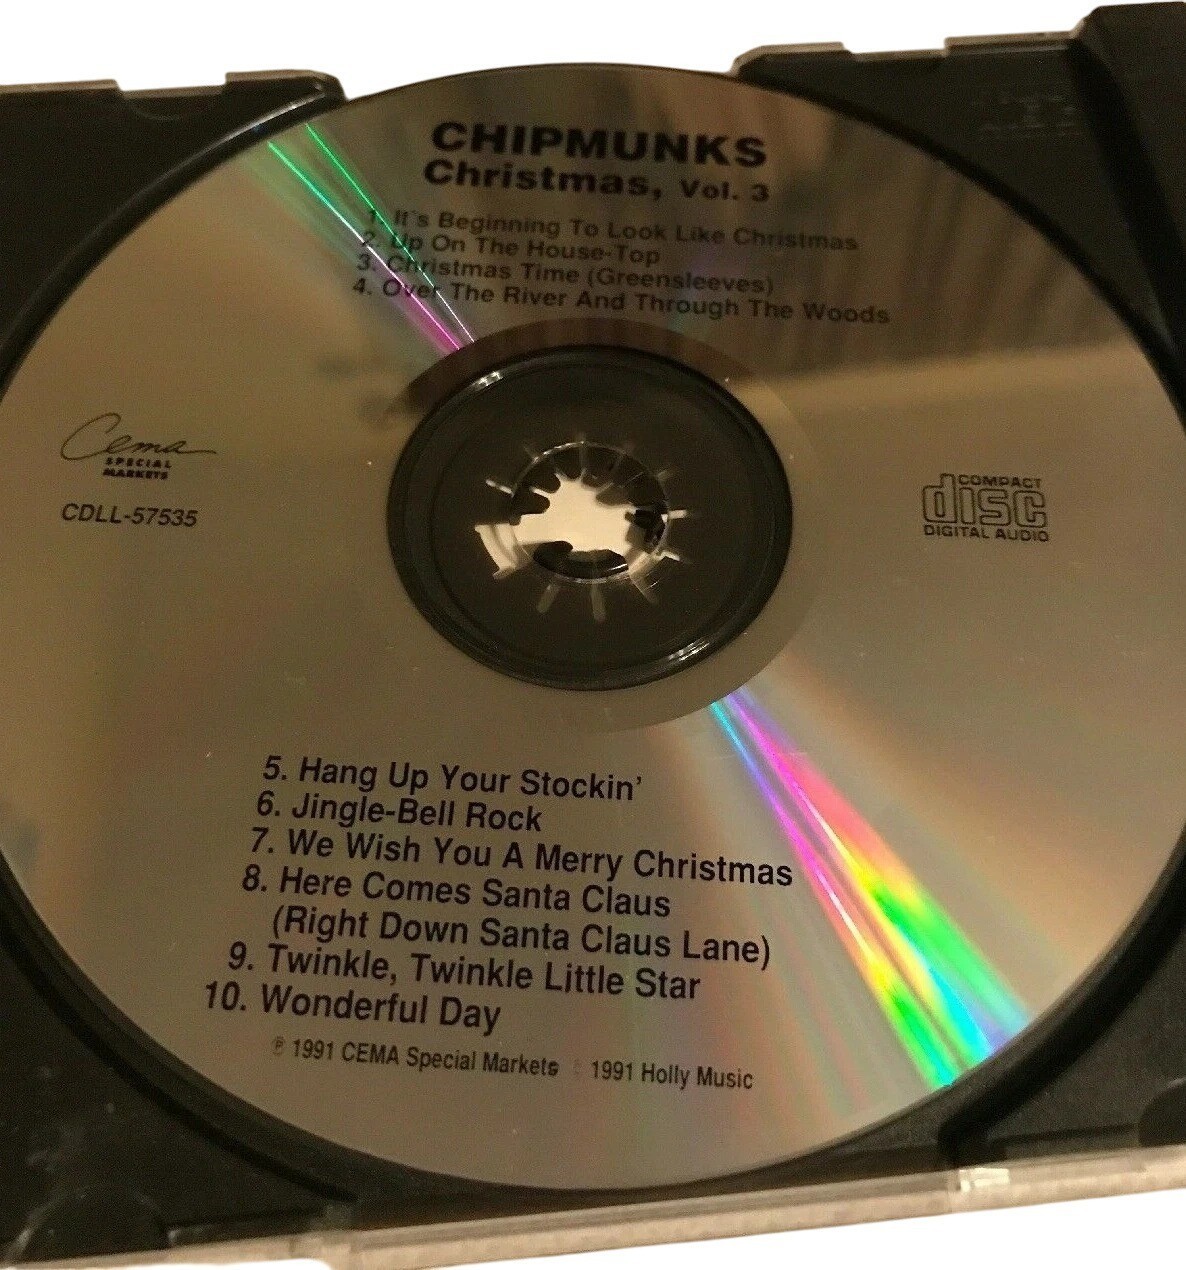 CHIPMUNKS
Christmas, Vol. 3
1. It's Beginning To Look Like Christmas
2. Up On The House-Top
3. Christmas Time (Greensleeves)
4. Over The River And Through The Woods
Cema
SPECIAL
MARKETS
CDLL-57535
COMPACT
disc
DIGITAL AUDIO
5. Hang Up Your Stockin'
6. Jingle-Bell Rock
7. We Wish You A Merry Christmas
8. Here Comes Santa Claus
(Right Down Santa Claus Lane)
9. Twinkle, Twinkle Little Star
10. Wonderful Day
℗ 1991 CEMA Special Markets 1991 Holly Music